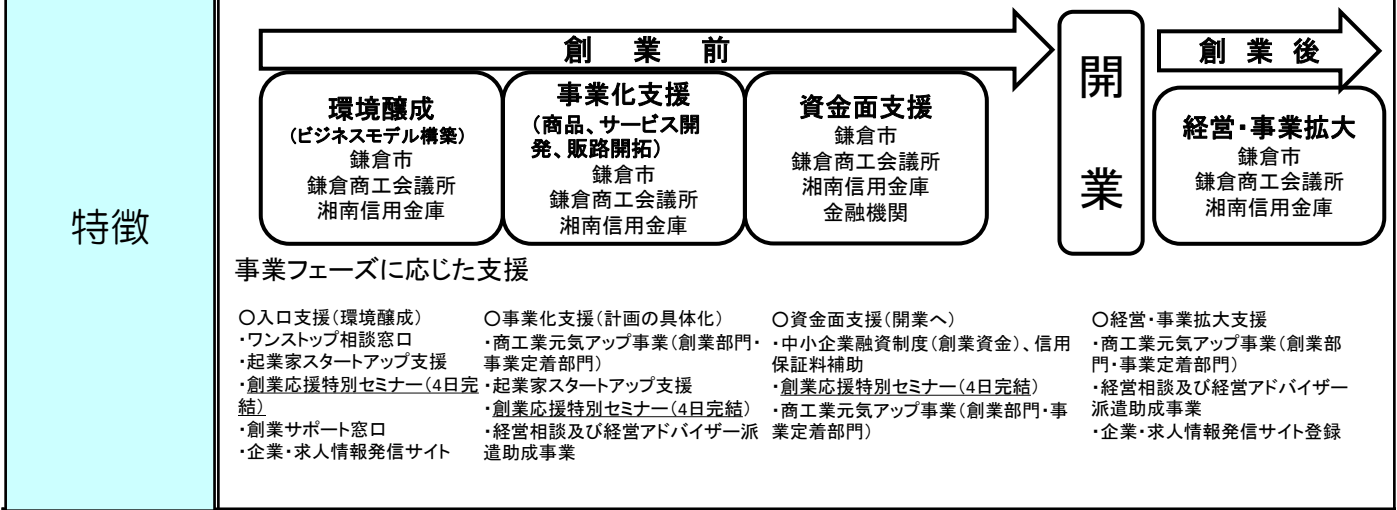 特徴
創業前
開業
創業後
環境醸成
(ビジネスモデル構築)
鎌倉市
鎌倉商工会議所
湘南信用金庫
事業化支援
(商品、サービス開
発、販路開拓)
鎌倉市
鎌倉商工会議所
湘南信用金庫
資金面支援
鎌倉市
鎌倉商工会議所
湘南信用金庫
金融機関
経営・事業拡大
鎌倉市
鎌倉商工会議所
湘南信用金庫
事業フェーズに応じた支援
○入口支援(環境醸成)
・ワンストップ相談窓口
・起業家スタートアップ支援
・創業応援特別セミナー(4日完
結)
・創業サポート窓口
・企業・求人情報発信サイト
○事業化支援(計画の具体化)
・商工業元気アップ事業(創業部門・
事業定着部門)
・起業家スタートアップ支援
・創業応援特別セミナー(4日完結)
・経営相談及び経営アドバイザー派
遣助成事業
○資金面支援(開業へ)
・中小企業融資制度(創業資金)、信用
保証料補助
・創業応援特別セミナー(4日完結)
・商工業元気アップ事業(創業部門・事
業定着部門)
○経営・事業拡大支援
・商工業元気アップ事業(創業部
門・事業定着部門)
・経営相談及び経営アドバイザー
派遣助成事業
・企業・求人情報発信サイト登録